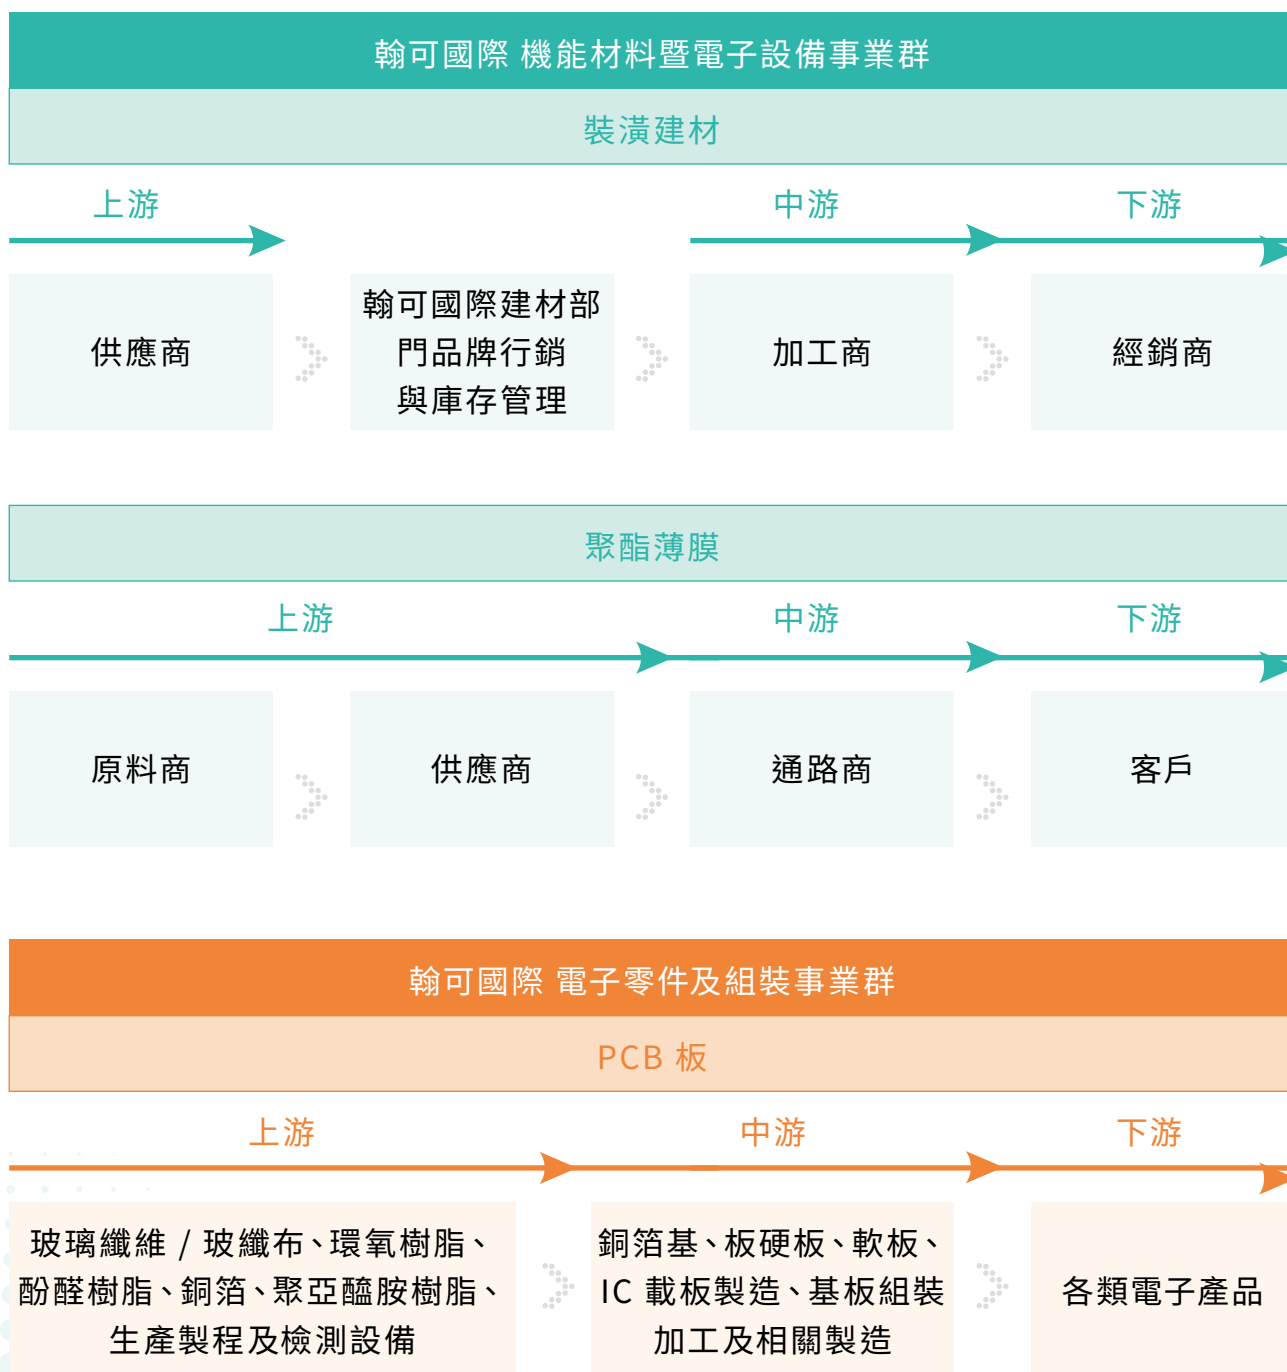 翰可國際 機能材料暨電子設備事業群
裝潢建材
上游
中游
下游
供應商
翰可國際建材部
門品牌行銷
與庫存管理
加工商
經銷商
聚酯薄膜
上游
中游
下游
原料商
供應商
通路商
客戶
翰可國際 電子零件及組裝事業群
PCB 板
上游
中游
下游
玻璃纖維 / 玻纖布、環氧樹脂、
酚醛樹脂、銅箔、聚亞醯胺樹脂、
生產製程及檢測設備
銅箔基、板硬板、軟板、
IC 載板製造、基板組裝
加工及相關製造
各類電子產品